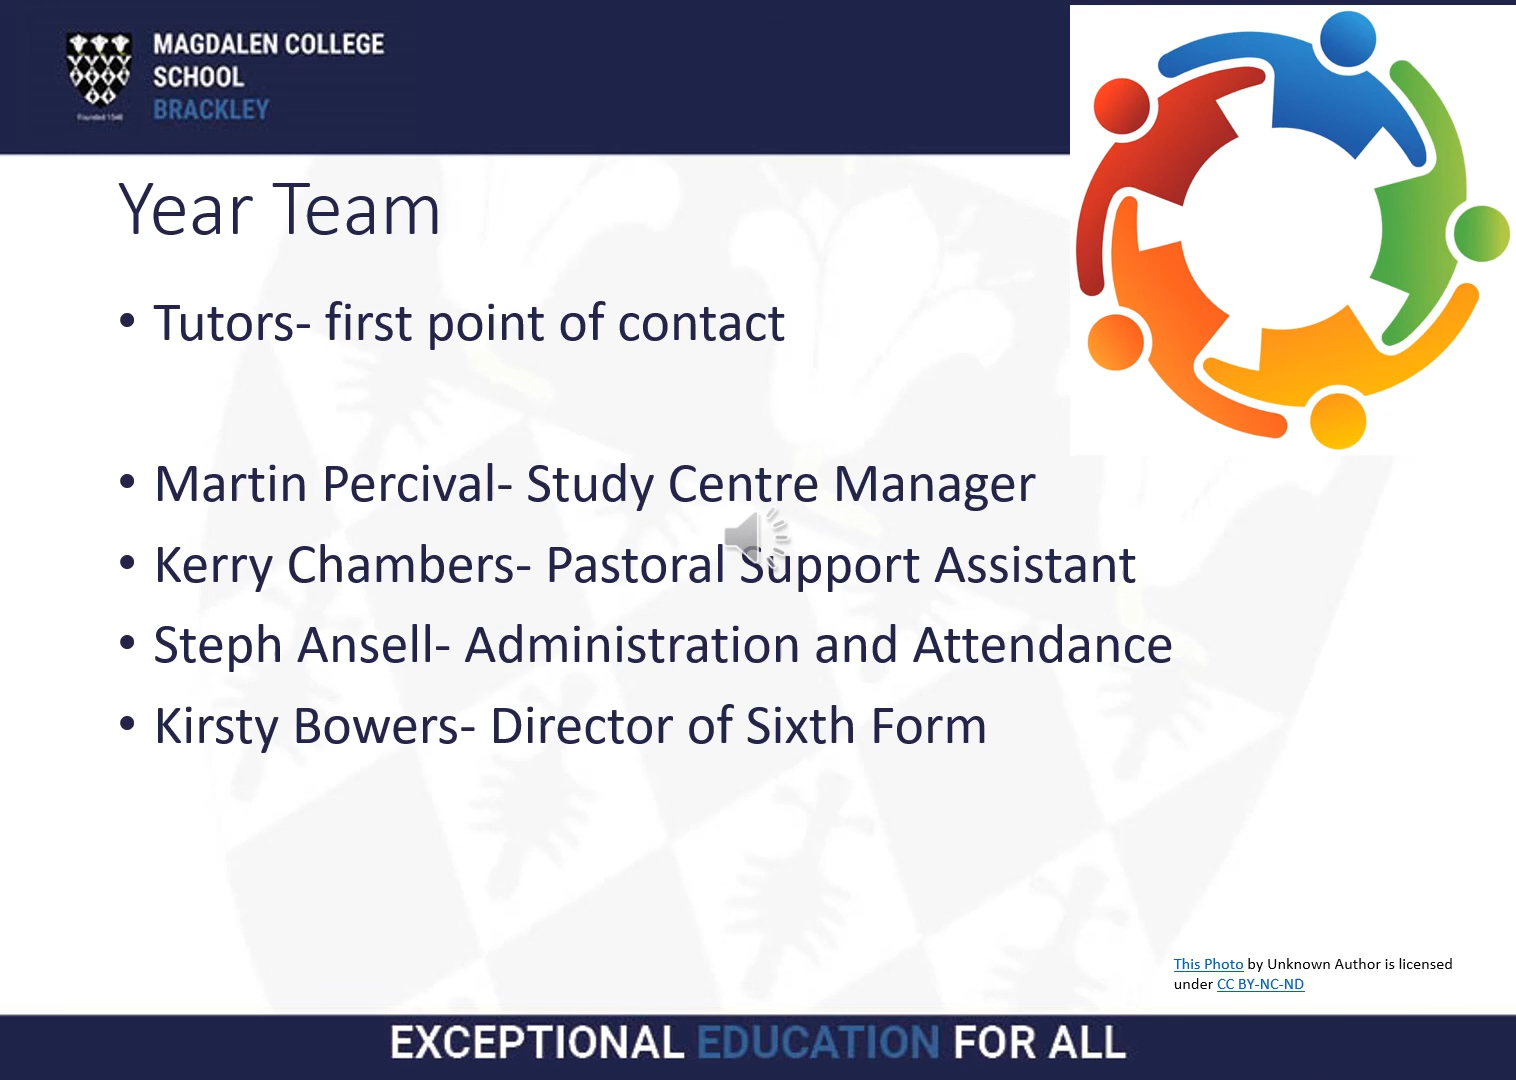 MAGDALEN COLLEGE
SCHOOL
BRACKLEY
Founded 1548
Year Team
• Tutors- first point of contact
• Martin Percival- Study Centre Manager
• Kerry Chambers- Pastoral Support Assistant
• Steph Ansell- Administration and Attendance
• Kirsty Bowers- Director of Sixth Form
This Photo by Unknown Author is licensed
under CC BY-NC-ND
EXCEPTIONAL EDUCATION FOR ALL